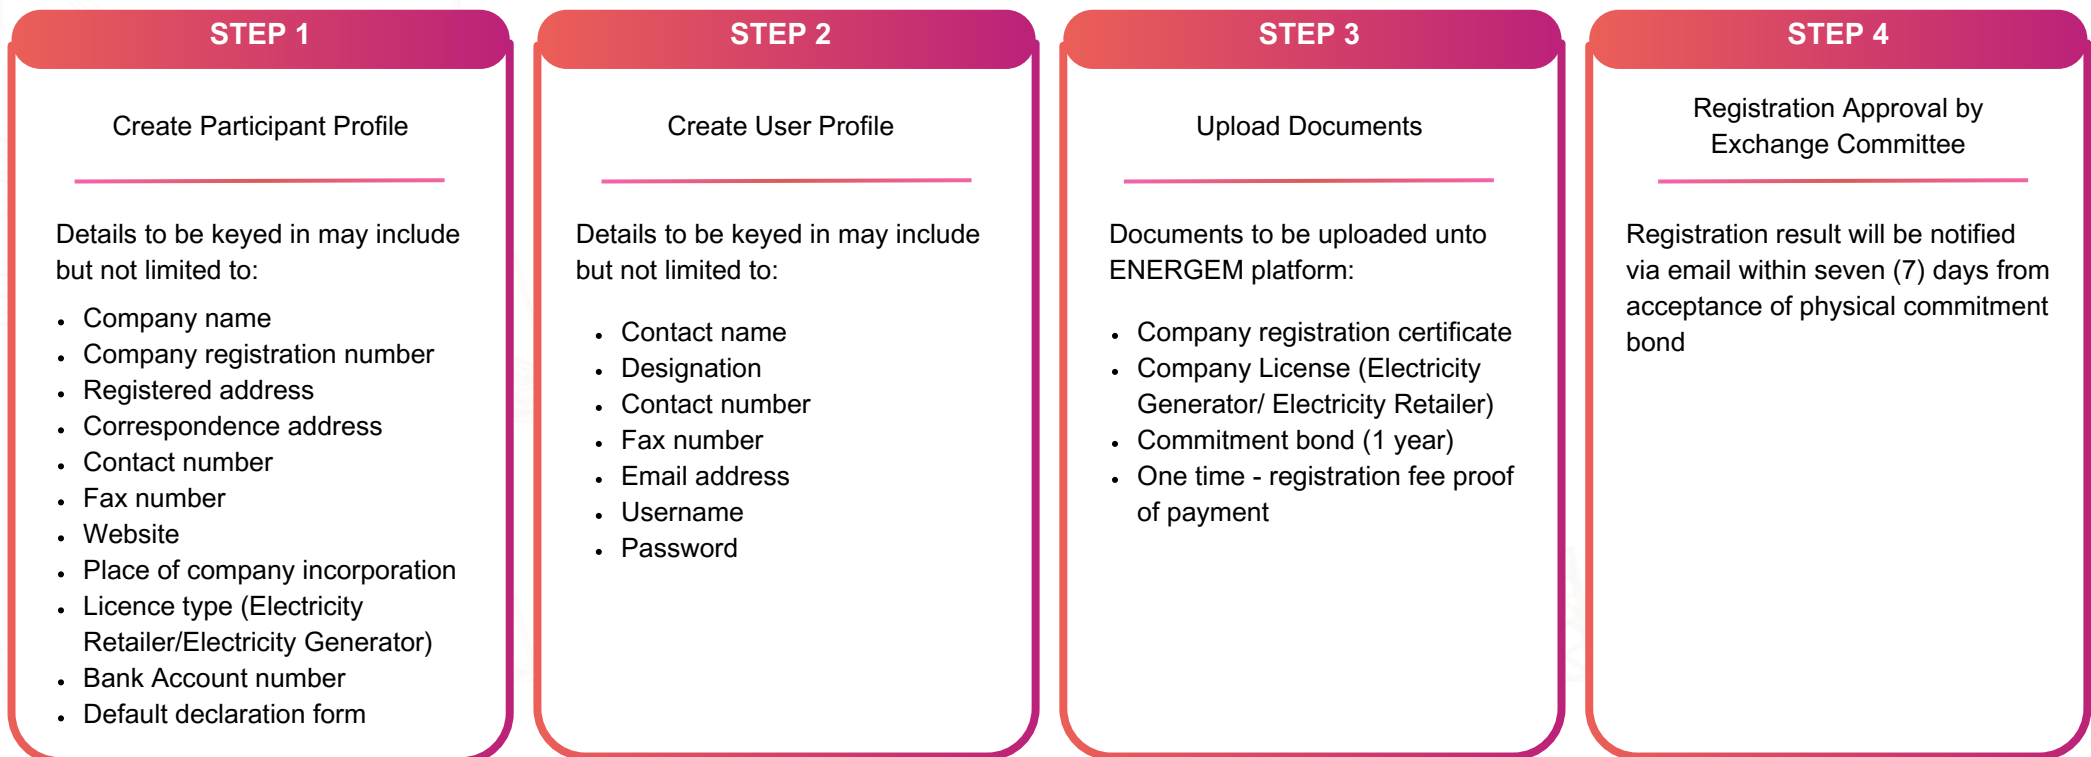 STEP 1
Create Participant Profile
Details to be keyed in may include
but not limited to:
• Company name
• Company registration number
• Registered address
• Correspondence address
• Contact number
• Fax number
• Website
• Place of company incorporation
• Licence type (Electricity
Retailer/Electricity Generator)
• Bank Account number
• Default declaration form
STEP 2
Create User Profile
Details to be keyed in may include
but not limited to:
• Contact name
• Designation
• Contact number
• Fax number
• Email address
• Username
• Password
STEP 3
Upload Documents
Documents to be uploaded unto
ENERGEM platform:
• Company registration certificate
• Company License (Electricity
Generator/ Electricity Retailer)
• Commitment bond (1 year)
• One time - registration fee proof
of payment
STEP 4
Registration Approval by
Exchange Committee
Registration result will be notified
via email within seven (7) days from
acceptance of physical commitment
bond